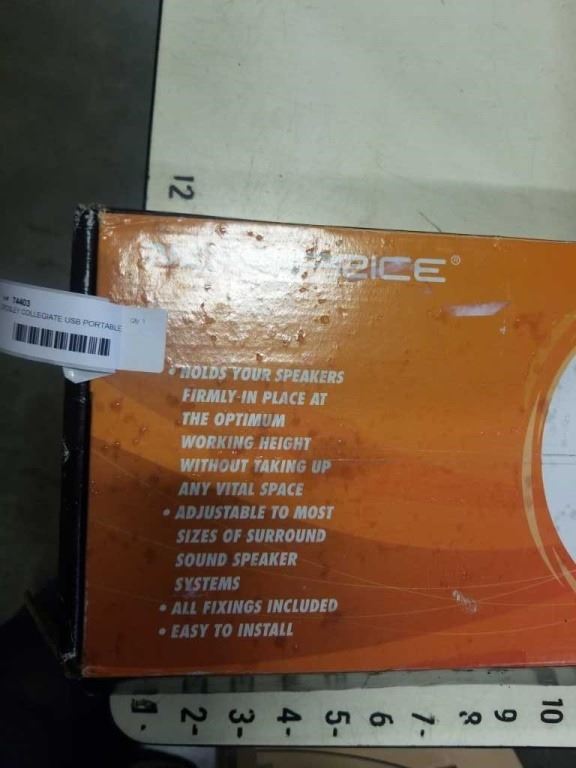 12
74403
COLLEGIATE USB PORTABLE
• HOLDS YOUR SPEAKERS
FIRMLY IN PLACE AT
THE OPTIMUM
WORKING HEIGHT
WITHOUT TAKING UP
ANY VITAL SPACE
• ADJUSTABLE TO MOST
SIZES OF SURROUND
SOUND SPEAKER
SYSTEMS
• ALL FIXINGS INCLUDED
• EASY TO INSTALL
1 2 3 4 5 6 7 8 9 10